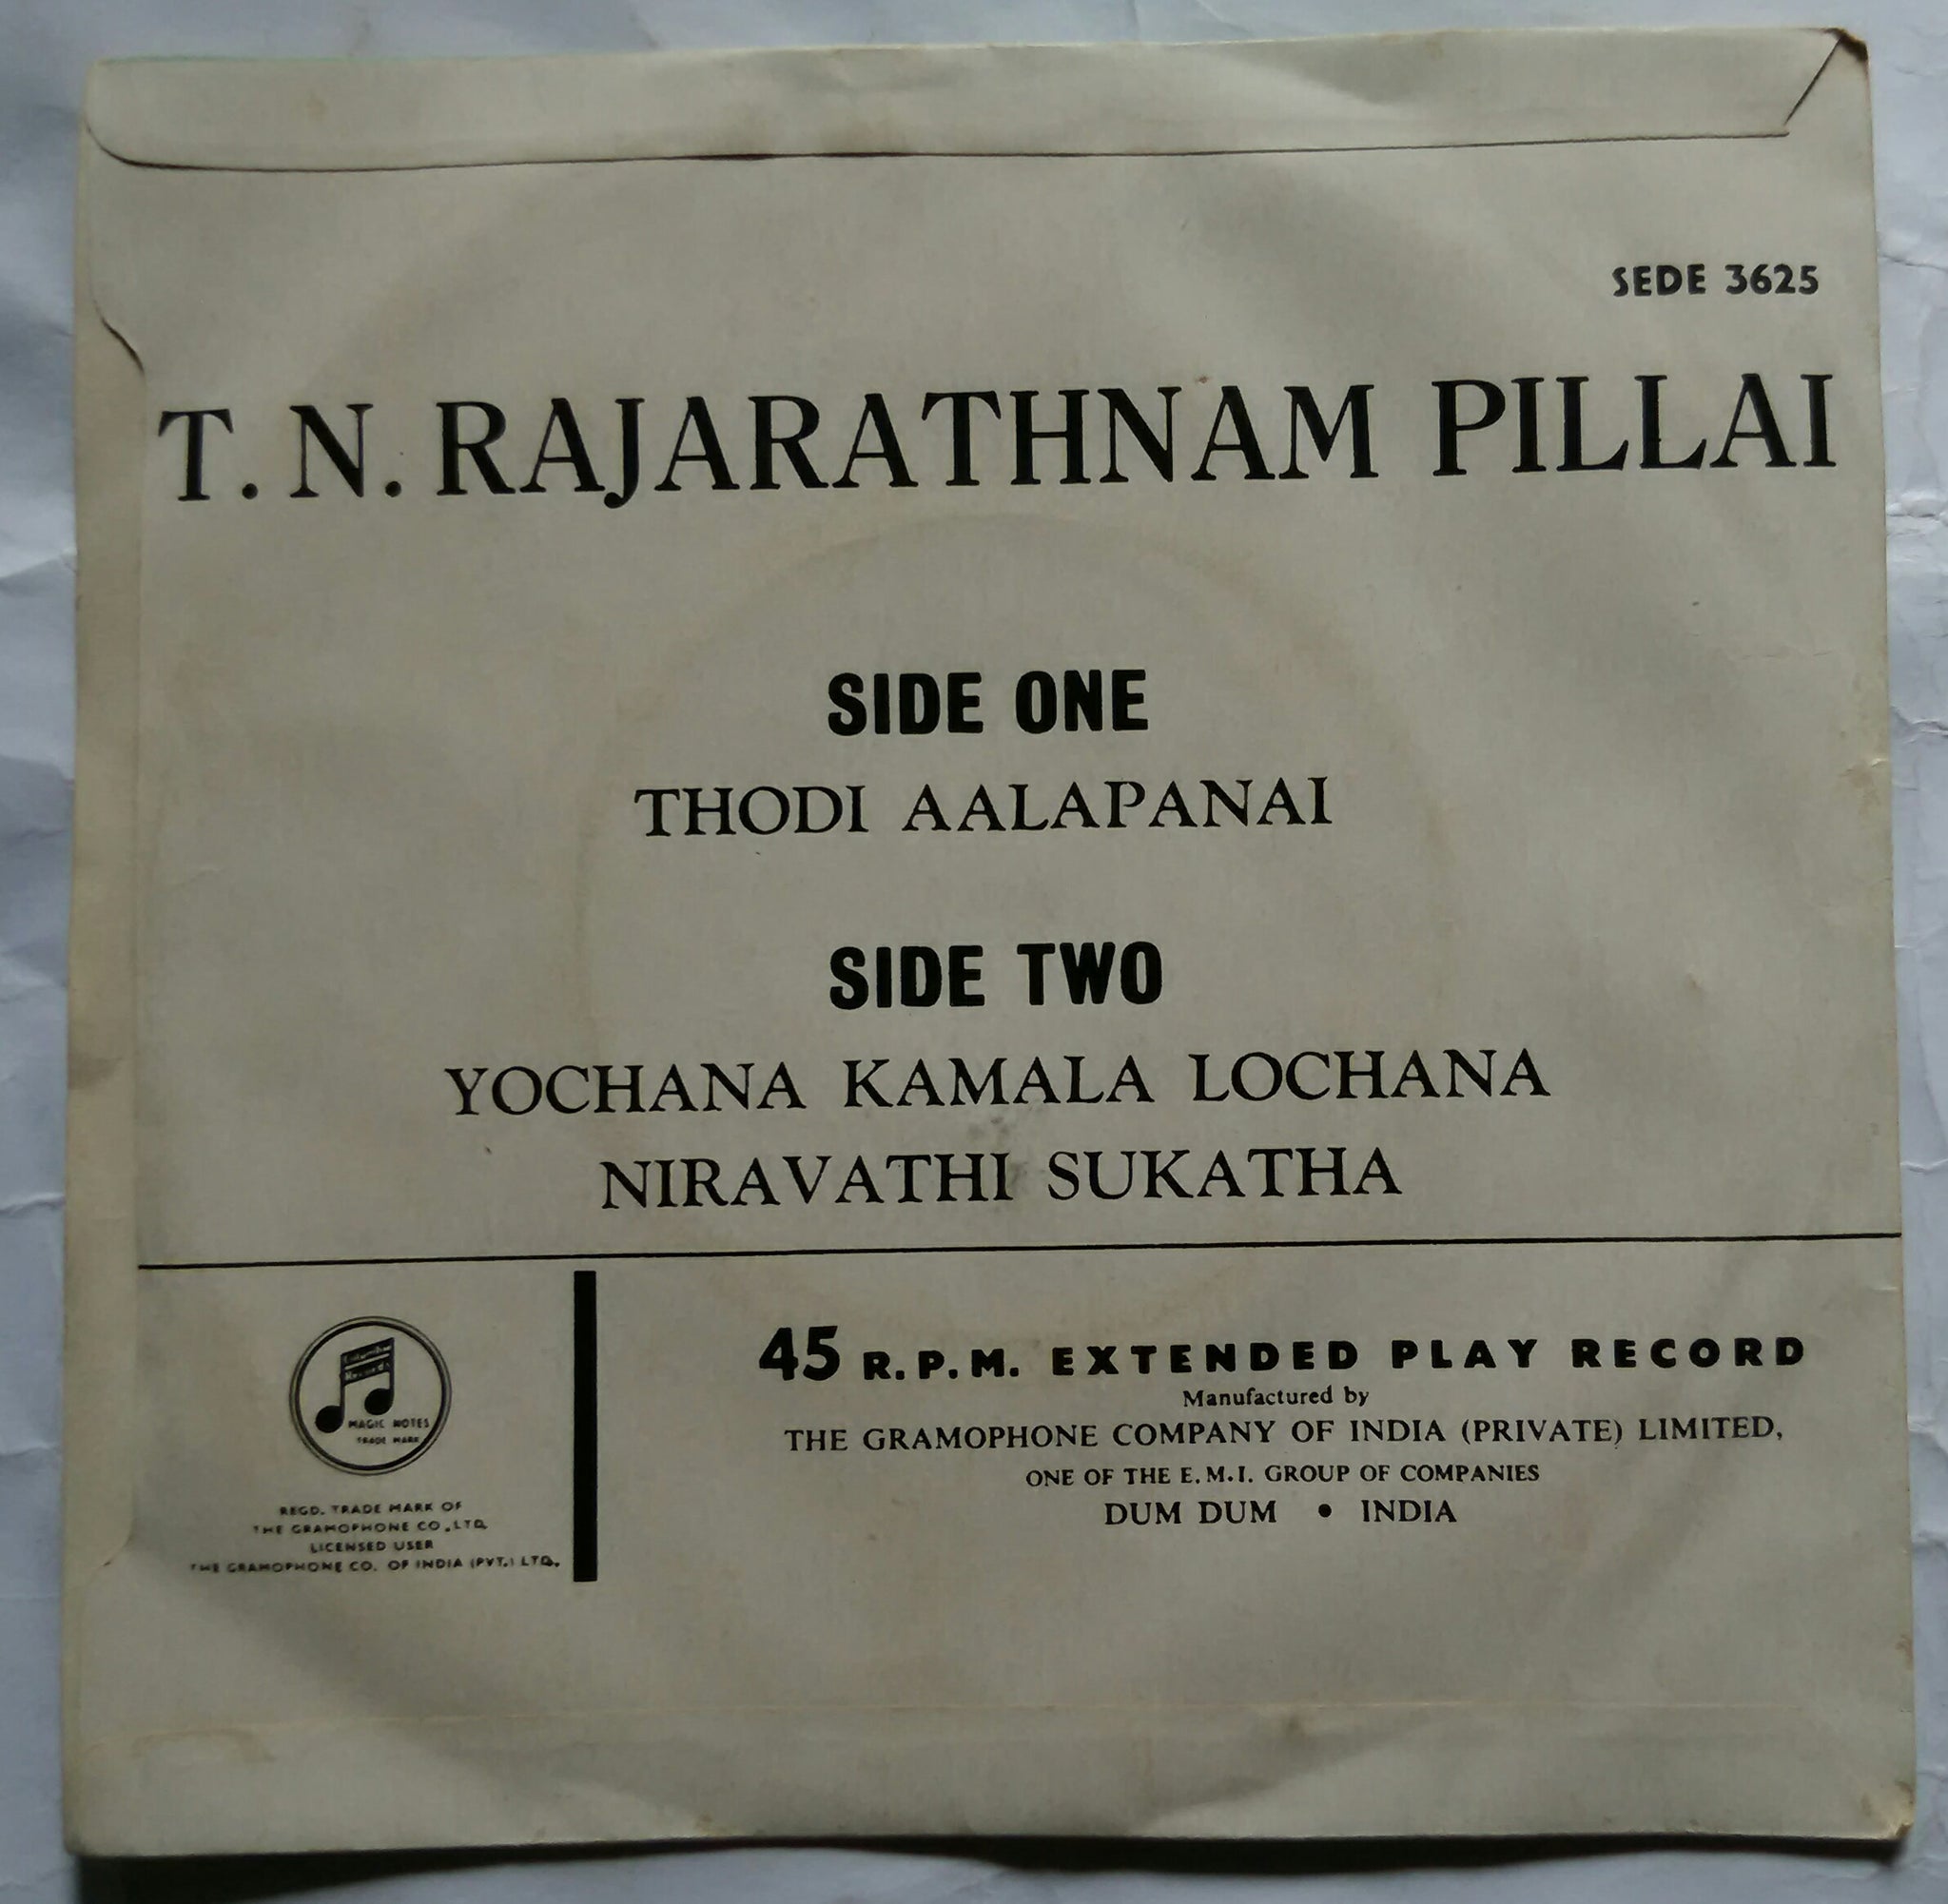 SEDE 3625
T. N. RAJARATHNAM PILLAI
SIDE ONE
THODI AALAPANAI
SIDE TWO
YOCHANA KAMALA LOCHANA
NIRAVATHI SUKATHA
Columbia
Records
MAGIC NOTES
TRADE MARK
REGD. TRADE MARK OF
THE GRAMOPHONE CO., LTD.
LICENSED USER
THE GRAMOPHONE CO. OF INDIA (PVT.) LTD.
45 R.P.M. EXTENDED PLAY RECORD
Manufactured by
THE GRAMOPHONE COMPANY OF INDIA (PRIVATE) LIMITED,
ONE OF THE E.M.I. GROUP OF COMPANIES
DUM DUM • INDIA